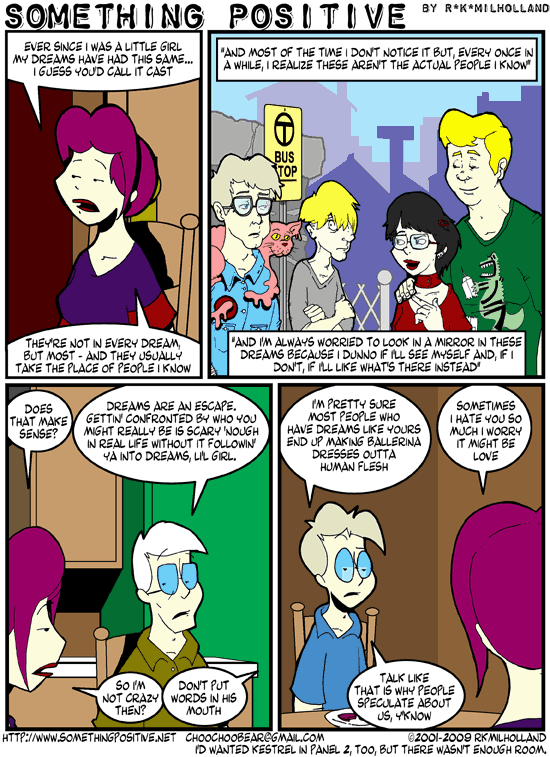 SOMETHING POSITIVE BY R*K*MILHOLLAND
EVER SINCE I WAS A LITTLE GIRL
MY DREAMS HAVE HAD THIS SAME...
I GUESS YOU'D CALL IT CAST
THEY'RE NOT IN EVERY DREAM,
BUT MOST - AND THEY USUALLY
TAKE THE PLACE OF PEOPLE I KNOW
"AND MOST OF THE TIME I DON'T NOTICE IT BUT, EVERY ONCE IN
A WHILE, I REALIZE THESE AREN'T THE ACTUAL PEOPLE I KNOW"
T
BUS
TOP
"AND I'M ALWAYS WORRIED TO LOOK IN A MIRROR IN THESE
DREAMS BECAUSE I DUNNO IF I'LL SEE MYSELF AND, IF I
DON'T, IF I'LL LIKE WHAT'S THERE INSTEAD"
DOES
THAT MAKE
SENSE?
DREAMS ARE AN ESCAPE.
GETTIN' CONFRONTED BY WHO YOU
MIGHT REALLY BE IS SCARY 'NOUGH
IN REAL LIFE WITHOUT IT FOLLOWIN'
YA INTO DREAMS, LI'L GIRL.
SO I'M
NOT CRAZY
THEN?
DON'T PUT
WORDS IN HIS
MOUTH
I'M PRETTY SURE
MOST PEOPLE WHO
HAVE DREAMS LIKE YOURS
END UP MAKING BALLERINA
DRESSES OUTTA
HUMAN FLESH
SOMETIMES
I HATE YOU SO
MUCH I WORRY
IT MIGHT BE
LOVE
TALK LIKE
THAT IS WHY PEOPLE
SPECULATE ABOUT
US, Y'KNOW
HTTP://WWW.SOMETHINGPOSITIVE.NET CHOOCHOOBEAR@GMAIL.COM ©2001-2009 RKMILHOLLAND
I'D WANTED KESTREL IN PANEL 2, TOO, BUT THERE WASN'T ENOUGH ROOM.